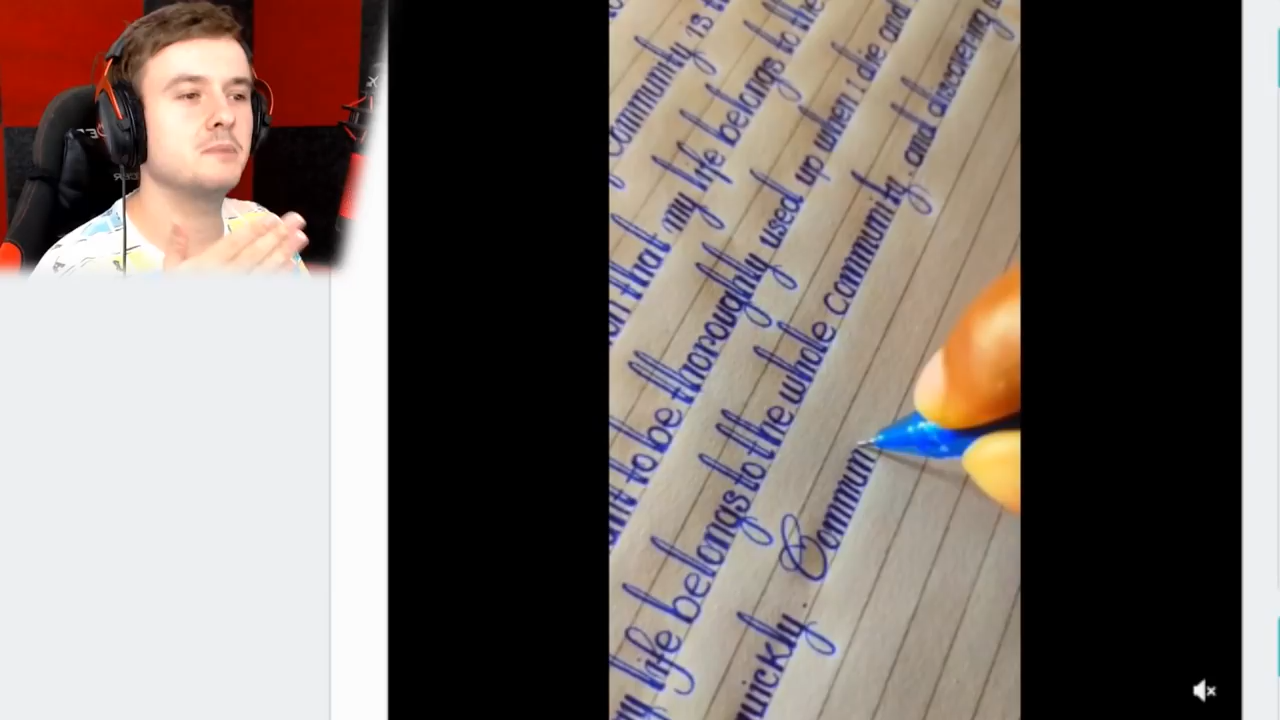 community is
that my life belongs to the
to be thoroughly used up when I die and
my life belongs to the whole community, and discovering
quickly. Commun